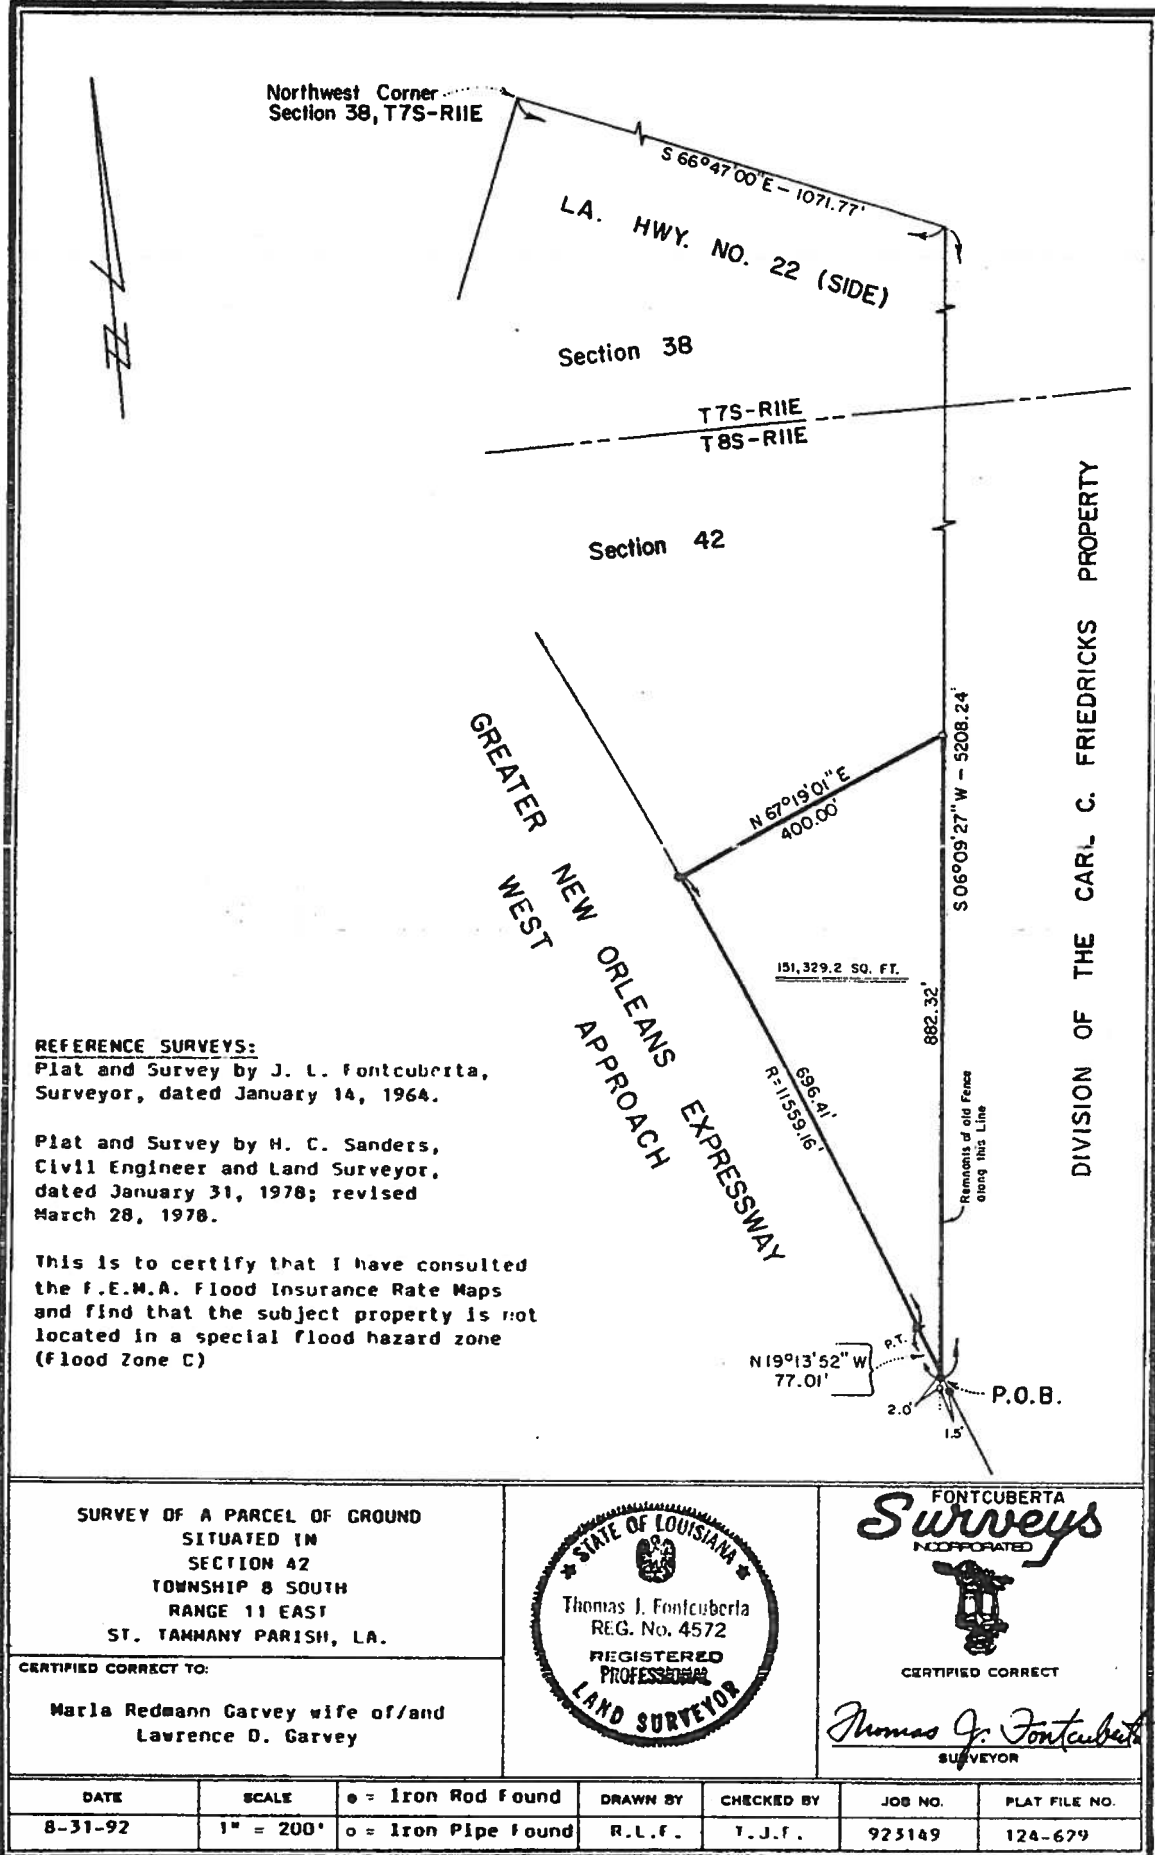 Northwest Corner
Section 38, T7S-R11E
S 66°47'00"E - 1071.77'
LA. HWY. NO. 22 (SIDE)
Section 38
T7S-R11E
T8S-R11E
Section 42
DIVISION OF THE CARL C. FRIEDRICKS PROPERTY
S 06°09'27" W - 5208.24'
N 67°19'01" E
400.00'
GREATER NEW ORLEANS EXPRESSWAY
WEST APPROACH
151,329.2 SQ. FT.
882.32'
696.41'
R=11559.16'
Remnants of old Fence
along this Line
REFERENCE SURVEYS:
Plat and Survey by J. L. Fontcuberta,
Surveyor, dated January 14, 1964.
Plat and Survey by H. C. Sanders,
Civil Engineer and Land Surveyor,
dated January 31, 1978; revised
March 28, 1978.
This is to certify that I have consulted
the F.E.M.A. Flood Insurance Rate Maps
and find that the subject property is not
located in a special flood hazard zone
(Flood Zone C)
P.T.
N 19°13'52" W
77.01'
P.O.B.
2.0'
1.5'
SURVEY OF A PARCEL OF GROUND
SITUATED IN
SECTION 42
TOWNSHIP 8 SOUTH
RANGE 11 EAST
ST. TAMMANY PARISH, LA.
CERTIFIED CORRECT TO:
Marla Redmann Garvey wife of/and
Lawrence D. Garvey
STATE OF LOUISIANA
Thomas J. Fontcuberta
REG. No. 4572
REGISTERED
PROFESSIONAL
LAND SURVEYOR
FONTCUBERTA
Surveys
INCORPORATED
CERTIFIED CORRECT
Thomas J. Fontcuberta
SURVEYOR
DATE
8-31-92
SCALE
1" = 200'
● = Iron Rod Found
o = Iron Pipe Found
DRAWN BY
R.L.F.
CHECKED BY
T.J.F.
JOB NO.
923149
PLAT FILE NO.
124-679